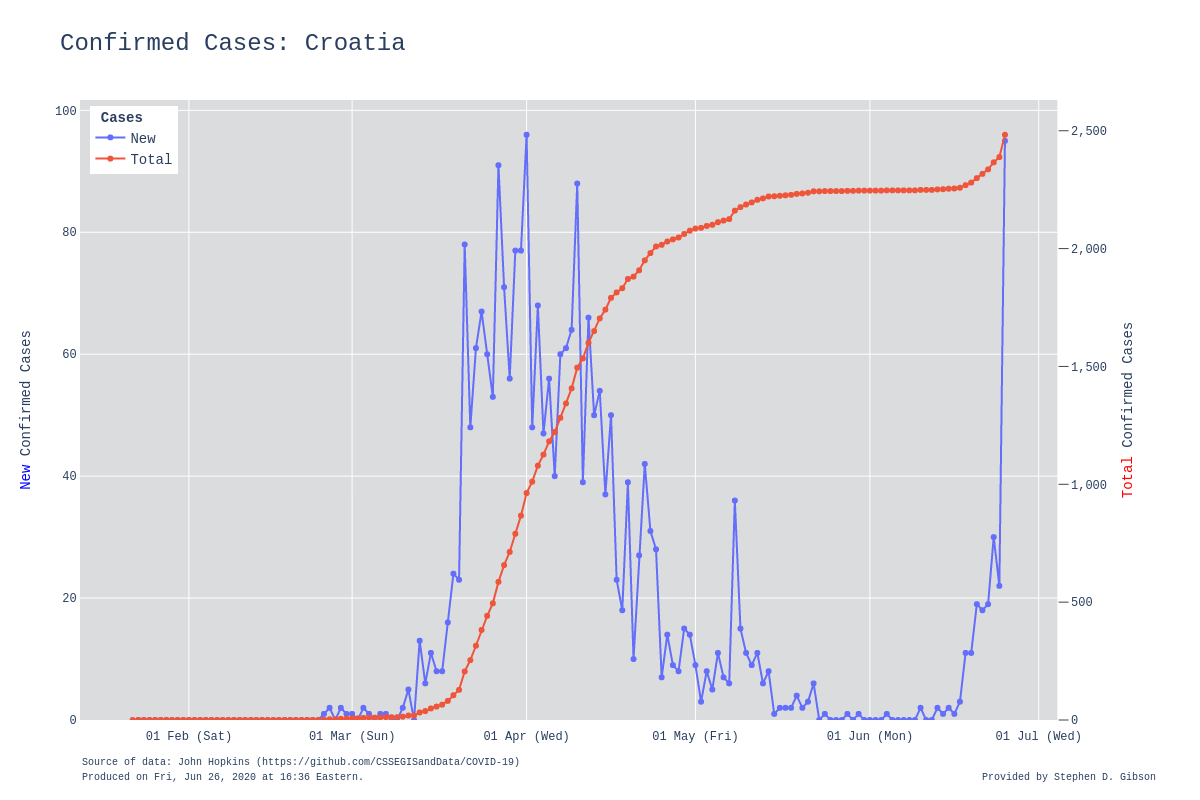 Confirmed Cases: Croatia
Cases
New
Total
100
80
60
40
20
0
2,500
2,000
1,500
1,000
500
0
New Confirmed Cases
Total Confirmed Cases
01 Feb (Sat)
01 Mar (Sun)
01 Apr (Wed)
01 May (Fri)
01 Jun (Mon)
01 Jul (Wed)
Source of data: John Hopkins (https://github.com/CSSEGISandData/COVID-19)
Produced on Fri, Jun 26, 2020 at 16:36 Eastern.
Provided by Stephen D. Gibson